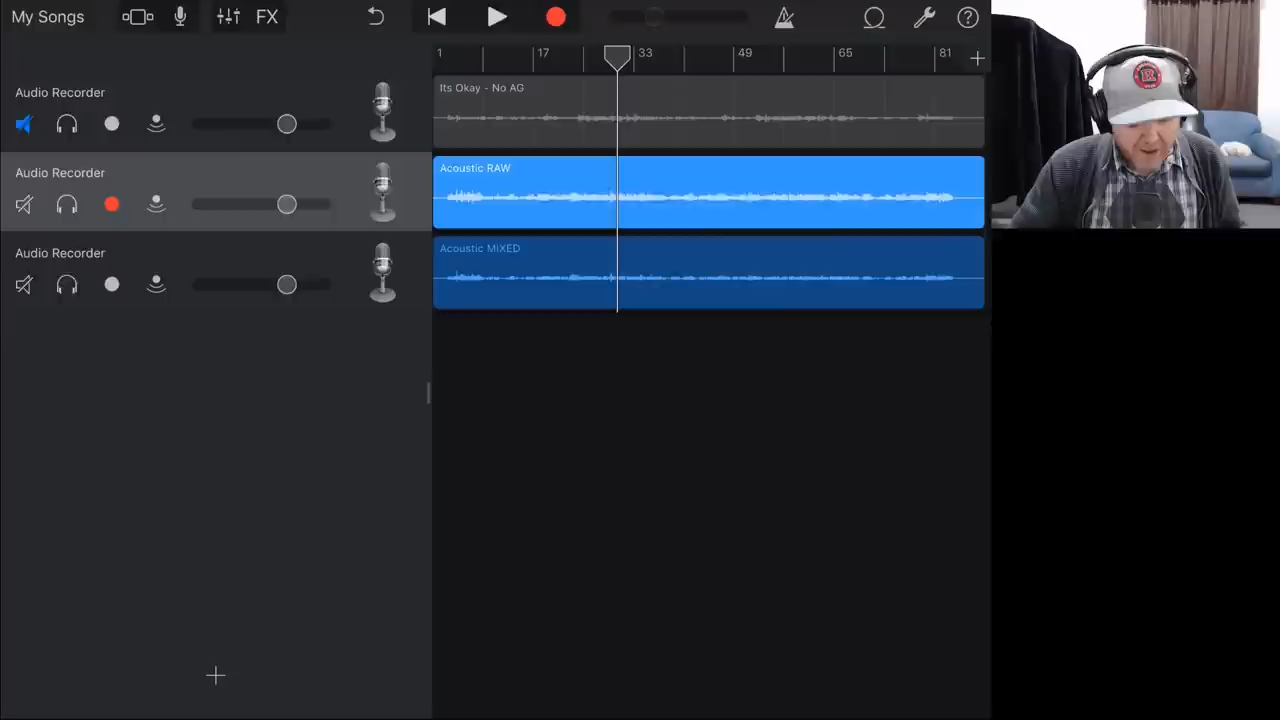 My Songs
FX
1
17
33
49
65
81
Audio Recorder
Its Okay - No AG
Audio Recorder
Acoustic RAW
Audio Recorder
Acoustic MIXED
R